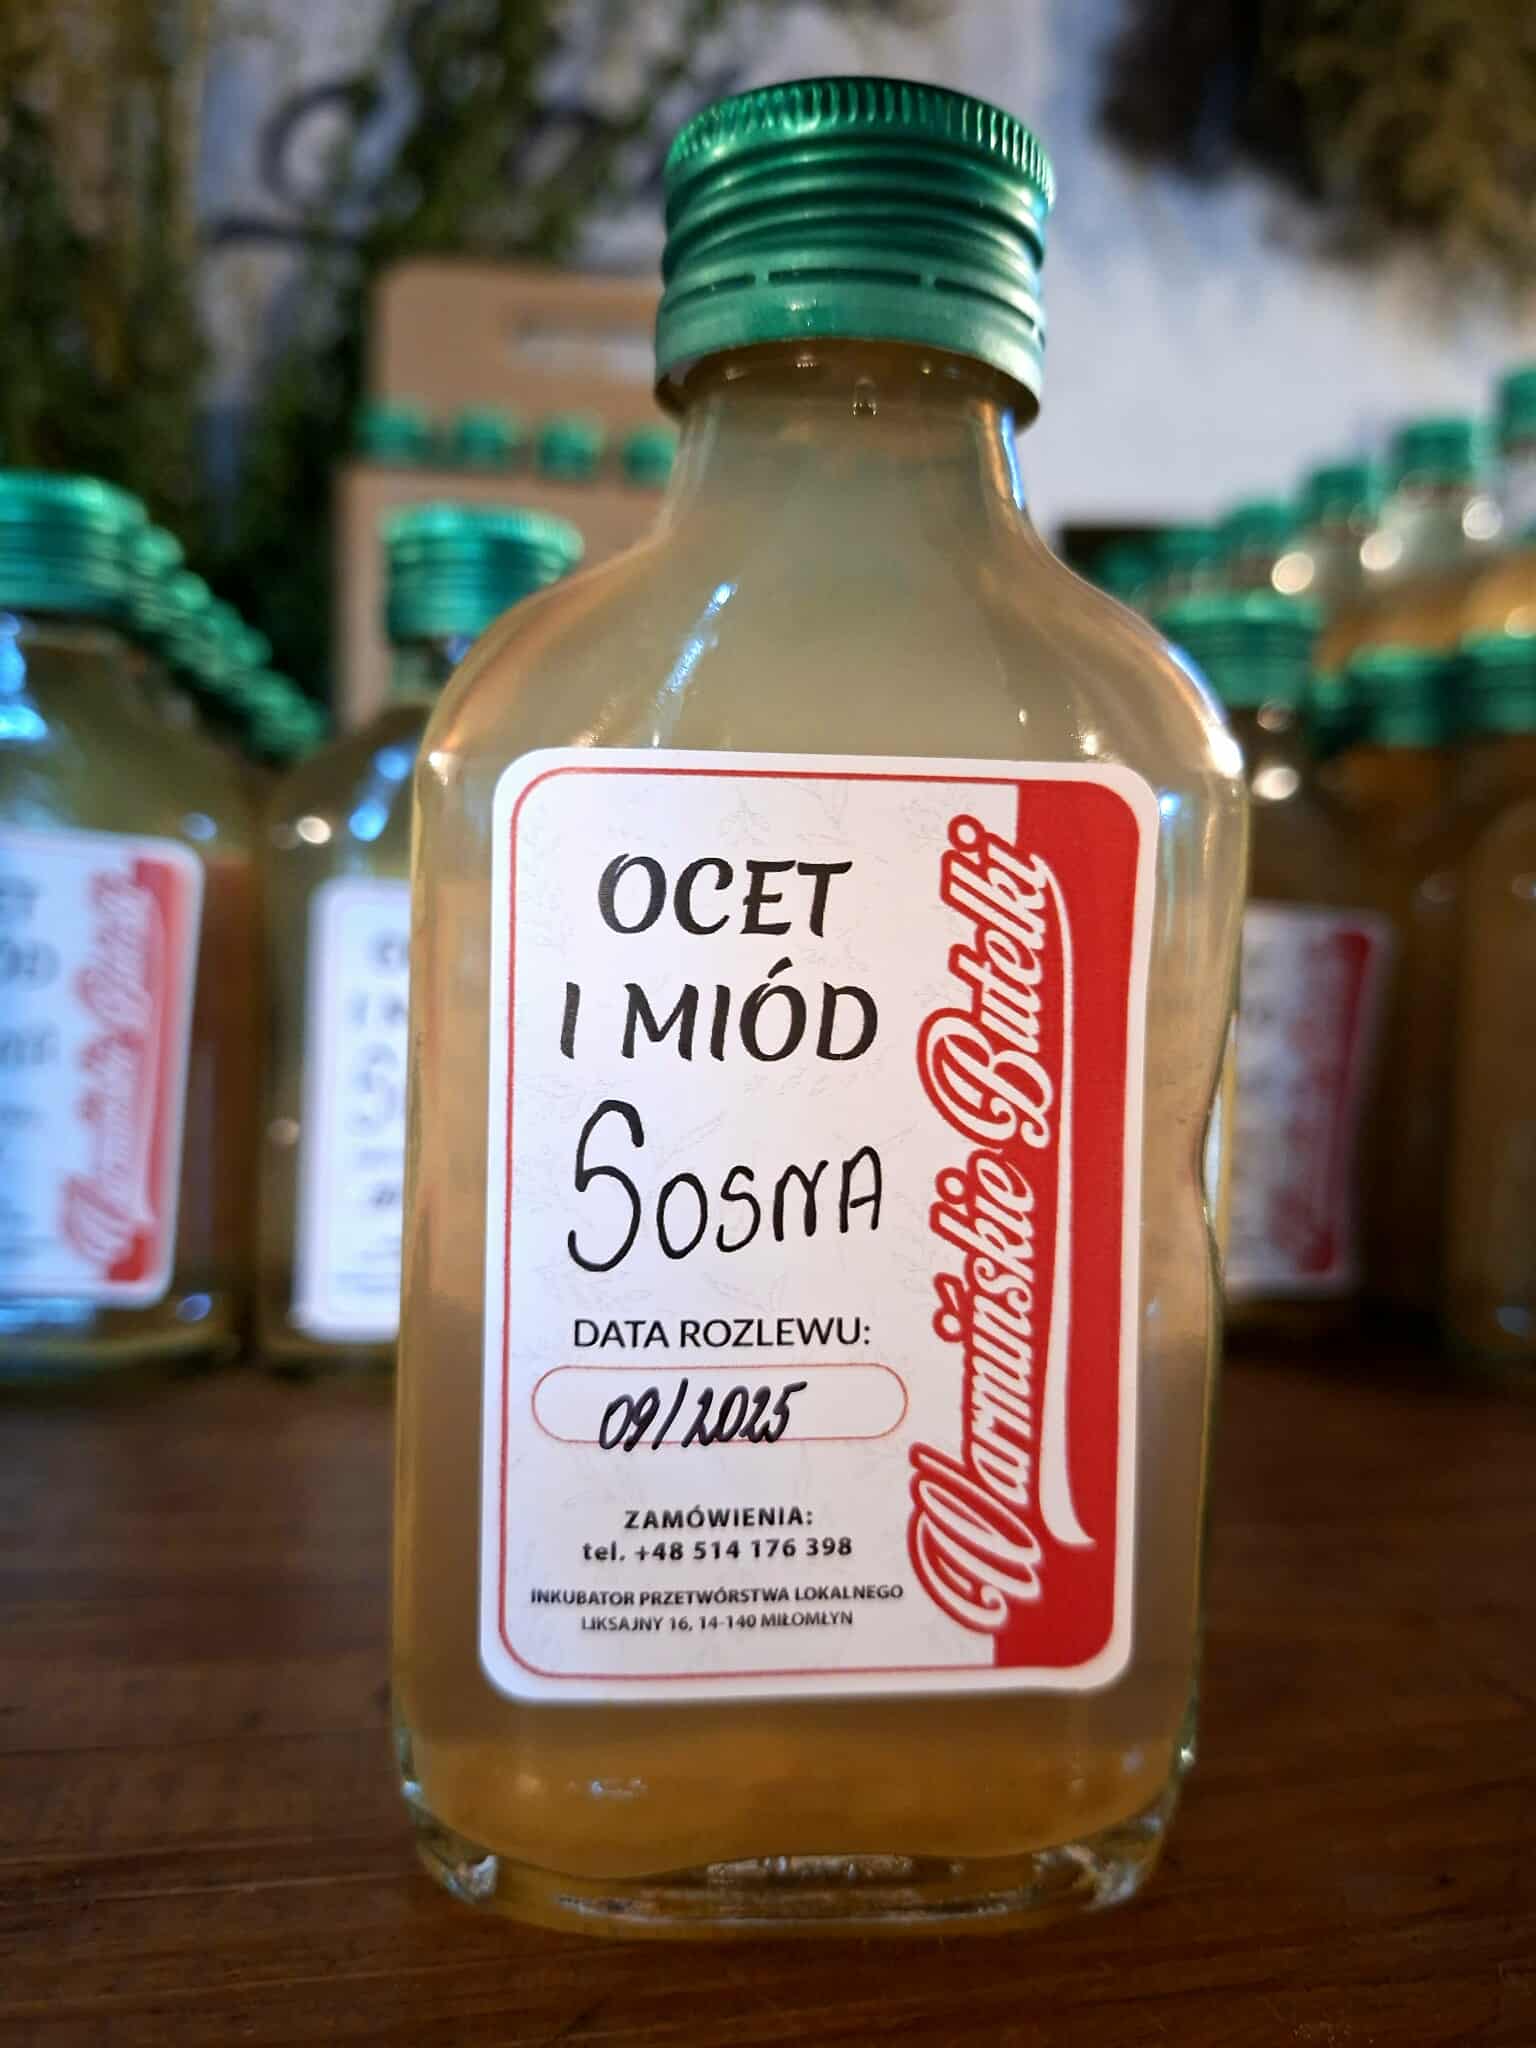 OCET
I MIÓD
SOSNA
DATA ROZLEWU:
09/2025
ZAMÓWIENIA:
tel. +48 514 176 398
INKUBATOR PRZETWÓRSTWA LOKALNEGO
LIKSAJNY 16, 14-140 MIŁOMŁYN
Warmińskie Butelki